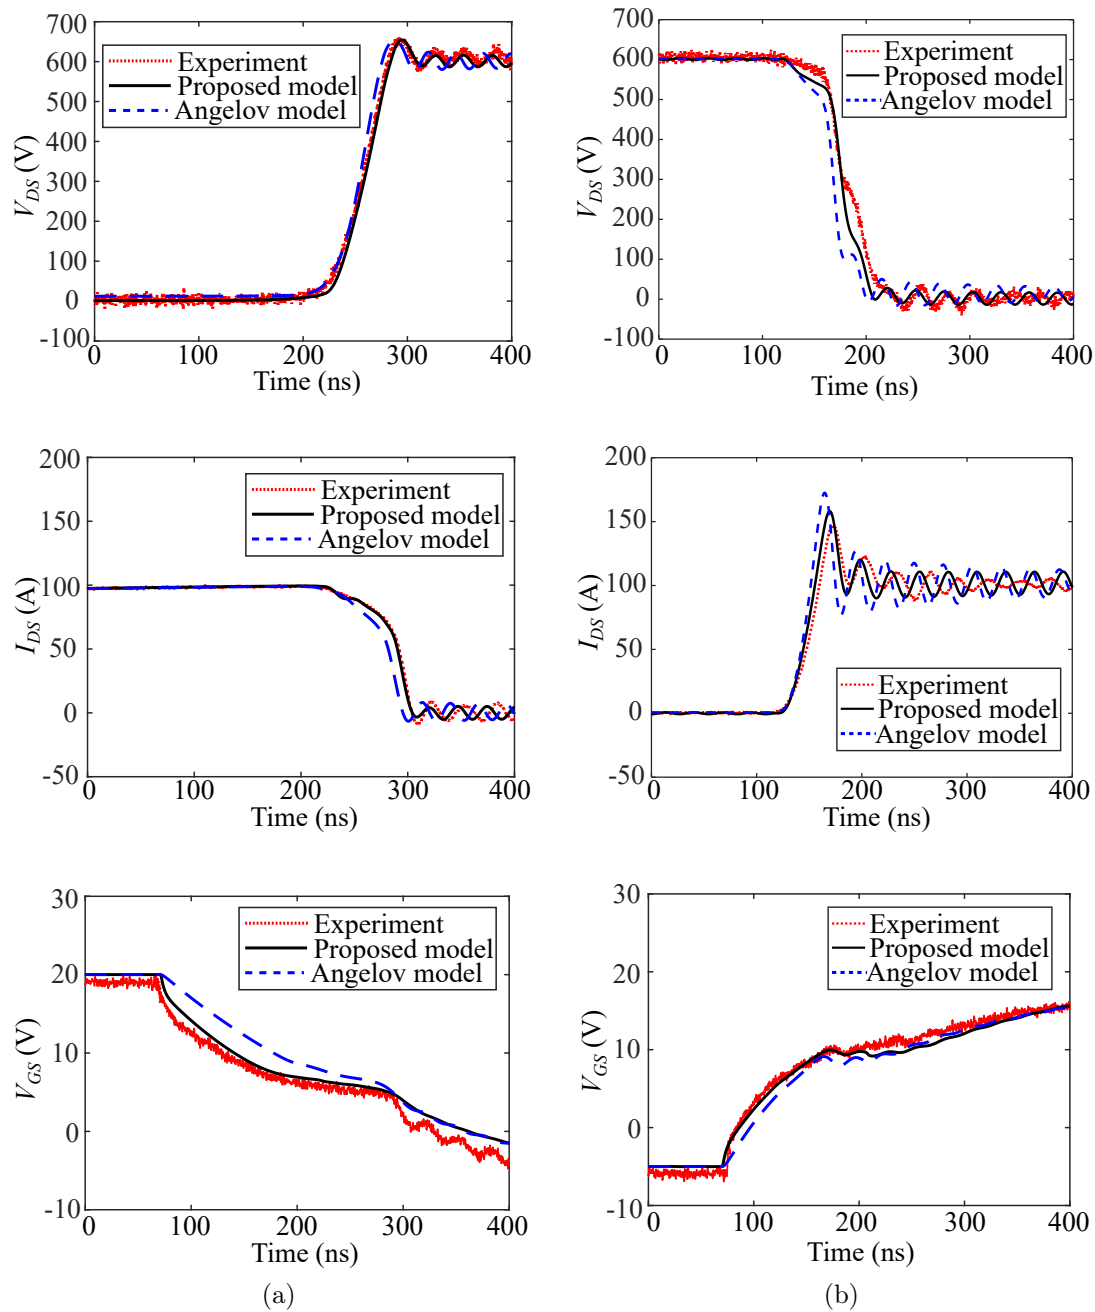 700
600
500
400
300
200
100
0
-100
V_DS (V)
Experiment
Proposed model
Angelov model
0 100 200 300 400
Time (ns)
700
600
500
400
300
200
100
0
-100
V_DS (V)
Experiment
Proposed model
Angelov model
0 100 200 300 400
Time (ns)
200
150
100
50
0
-50
I_DS (A)
Experiment
Proposed model
Angelov model
0 100 200 300 400
Time (ns)
200
150
100
50
0
-50
I_DS (A)
Experiment
Proposed model
Angelov model
0 100 200 300 400
Time (ns)
30
20
10
0
-10
V_GS (V)
Experiment
Proposed model
Angelov model
0 100 200 300 400
Time (ns)
30
20
10
0
-10
V_GS (V)
Experiment
Proposed model
Angelov model
0 100 200 300 400
Time (ns)
(a)
(b)